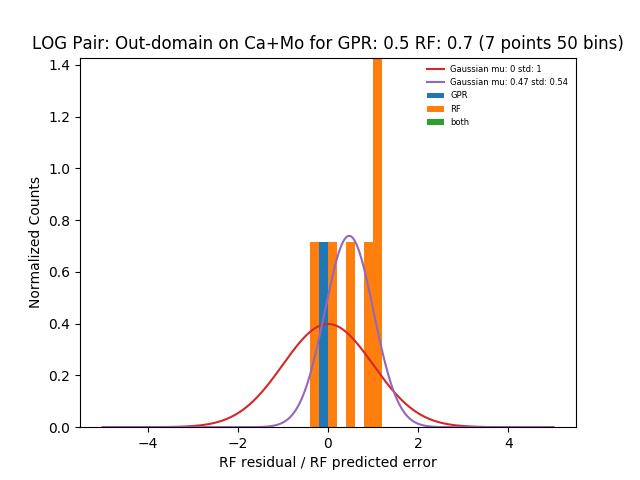 LOG Pair: Out-domain on Ca+Mo for GPR: 0.5 RF: 0.7 (7 points 50 bins)
Gaussian mu: 0 std: 1
Gaussian mu: 0.47 std: 0.54
GPR
RF
both
Normalized Counts
1.4
1.2
1.0
0.8
0.6
0.4
0.2
0.0
−4 −2 0 2 4
RF residual / RF predicted error